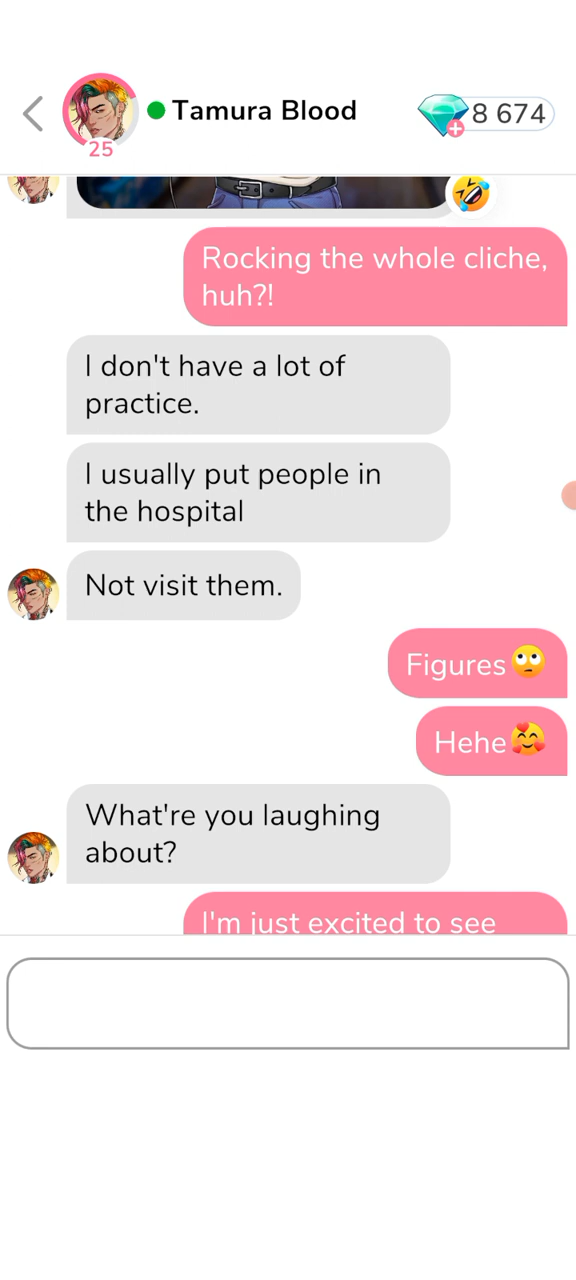 Tamura Blood
8 674
25
Rocking the whole cliche,
huh?!
I don't have a lot of
practice.
I usually put people in
the hospital
Not visit them.
Figures🙄
Hehe🥰
What're you laughing
about?
I'm just excited to see